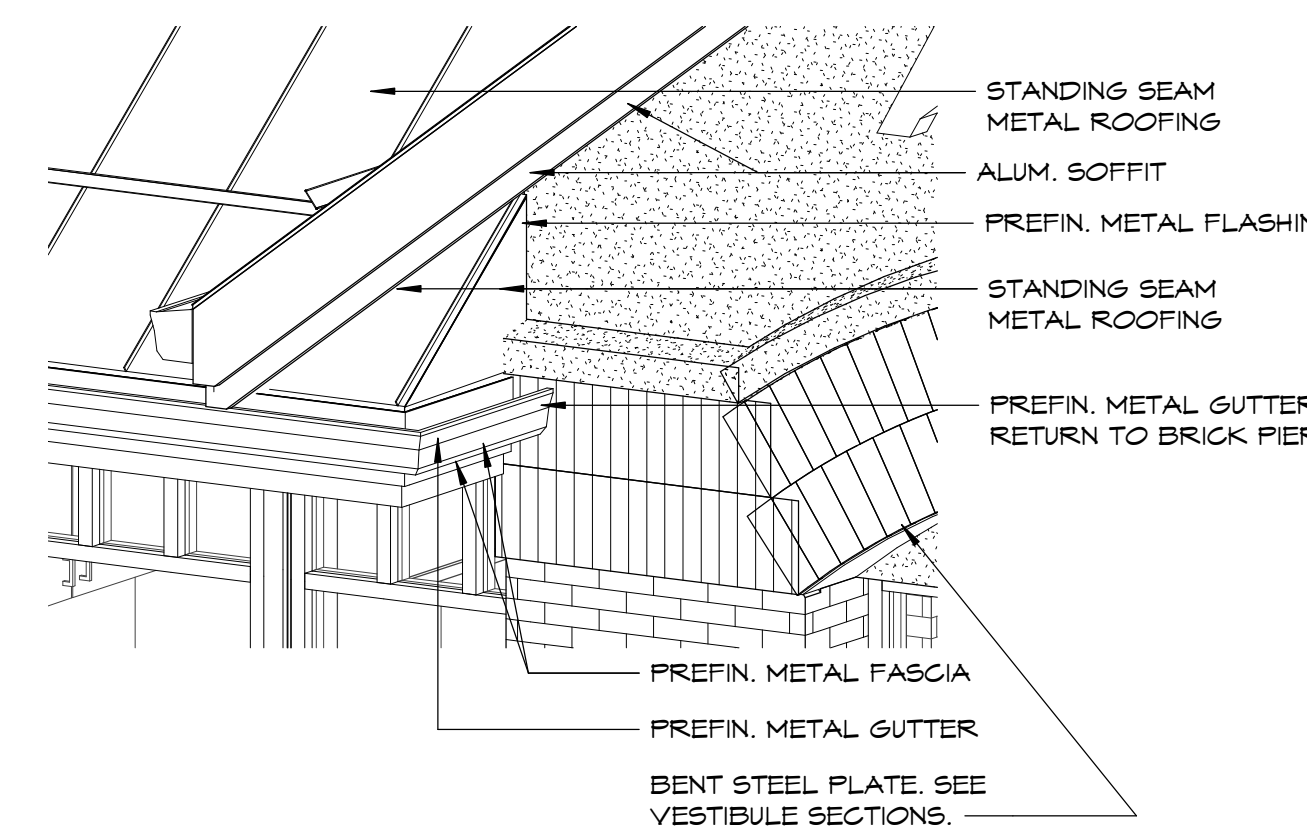 STANDING SEAM
METAL ROOFING
ALUM. SOFFIT
PREFIN. METAL FLASHIN
STANDING SEAM
METAL ROOFING
PREFIN. METAL GUTTER
RETURN TO BRICK PIER
PREFIN. METAL FASCIA
PREFIN. METAL GUTTER
BENT STEEL PLATE. SEE
VESTIBULE SECTIONS.